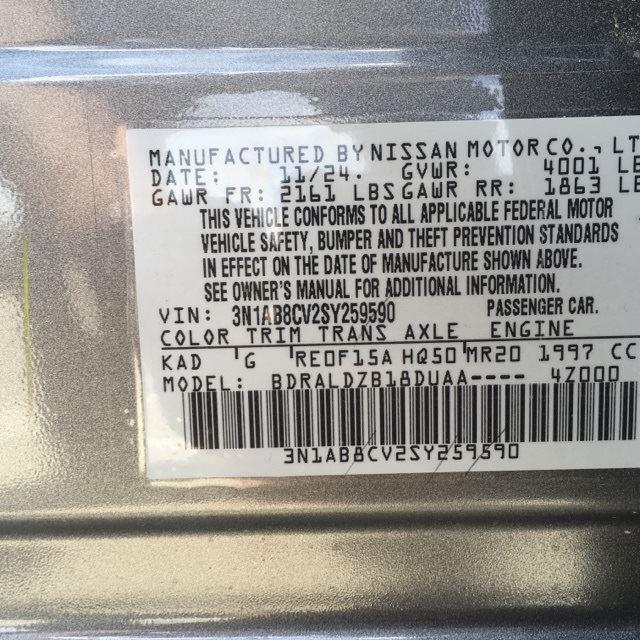 MANUFACTURED BY NISSAN MOTOR CO., LT
DATE: 11/24. GVWR: 4001 LB
GAWR FR: 2161 LBS GAWR RR: 1863 LB
THIS VEHICLE CONFORMS TO ALL APPLICABLE FEDERAL MOTOR
VEHICLE SAFETY, BUMPER AND THEFT PREVENTION STANDARDS
IN EFFECT ON THE DATE OF MANUFACTURE SHOWN ABOVE.
SEE OWNER'S MANUAL FOR ADDITIONAL INFORMATION.
VIN: 3N1AB8CV2SY259590 PASSENGER CAR.
COLOR TRIM TRANS AXLE ENGINE
KAD G RE0F15A HQ50 MR20 1997 CC
MODEL: BDRALDZB18DUAA---- 4Z000
3N1AB8CV2SY259590